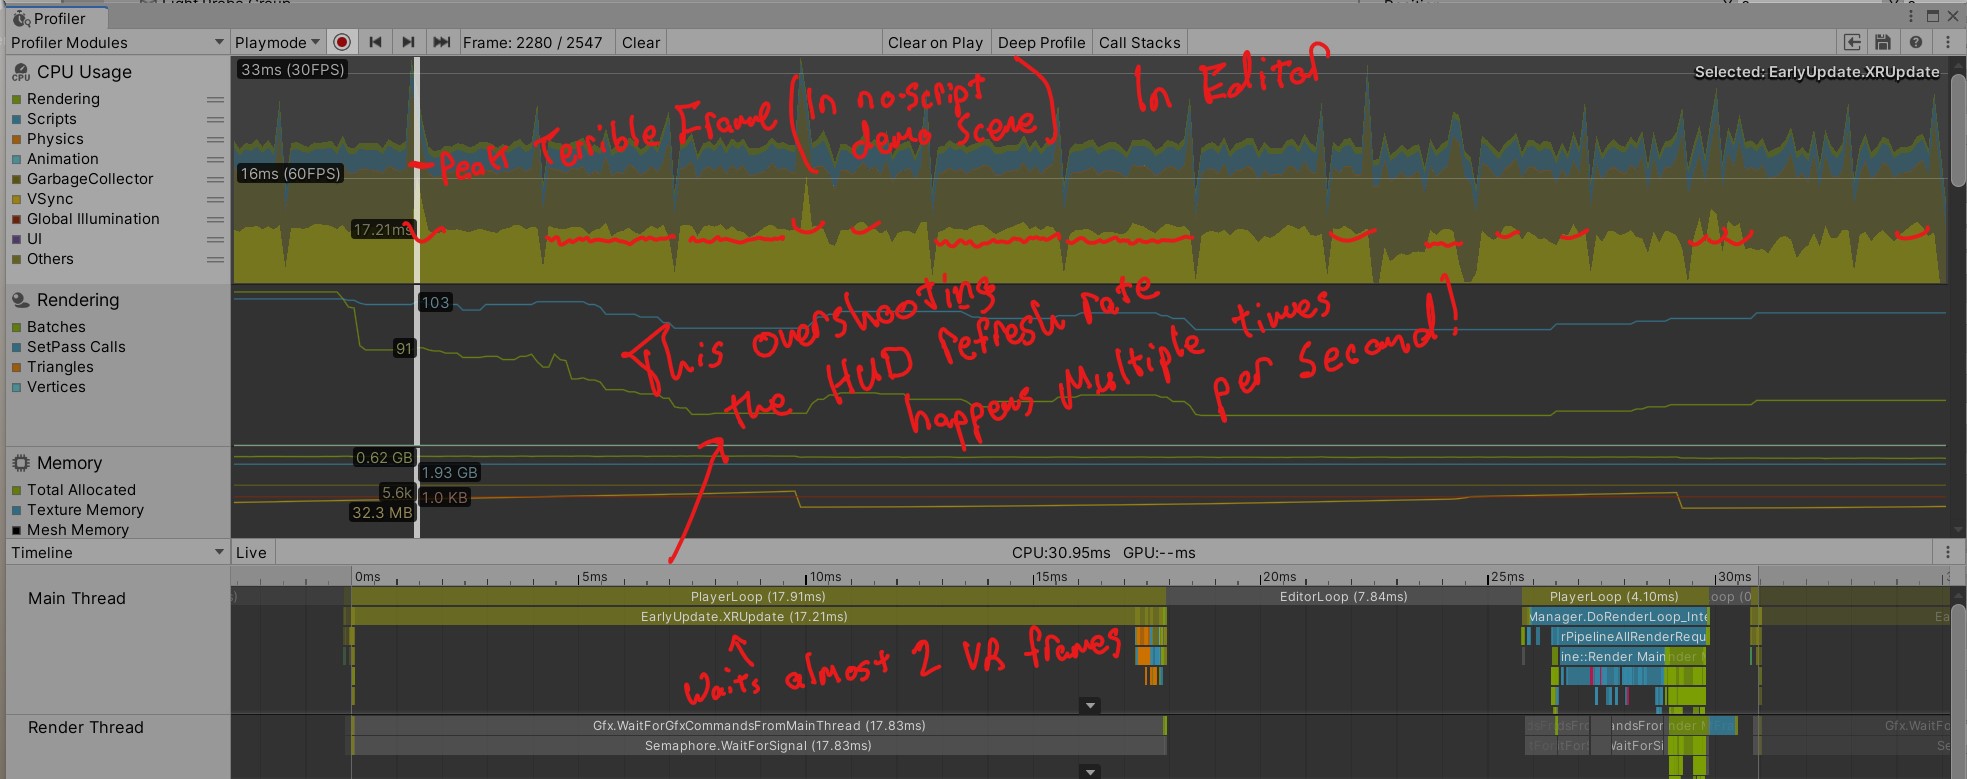 Profiler
Profiler Modules
Playmode
Frame: 2280 / 2547
Clear
Clear on Play
Deep Profile
Call Stacks
CPU Usage
Rendering
Scripts
Physics
Animation
GarbageCollector
VSync
Global Illumination
UI
Others
33ms (30FPS)
16ms (60FPS)
17.21ms
Selected: EarlyUpdate.XRUpdate
Peak Terrible Frame (In no-script
demo scene)
In Editor
Rendering
Batches
SetPass Calls
Triangles
Vertices
103
91
This overshooting
the HUD refresh rate
happens Multiple times
per second!
Memory
Total Allocated
Texture Memory
Mesh Memory
0.62 GB
1.93 GB
5.6k
1.0 KB
32.3 MB
Timeline
Live
CPU:30.95ms GPU:--ms
0ms
5ms
10ms
15ms
20ms
25ms
30ms
Main Thread
PlayerLoop (17.91ms)
EditorLoop (7.84ms)
PlayerLoop (4.10ms)
oop (0
EarlyUpdate.XRUpdate (17.21ms)
Manager.DoRenderLoop_Inte
Ea
rPipelineAllRenderRequ
ine::Render Main
Waits almost 2 VR frames
Render Thread
Gfx.WaitForGfxCommandsFromMainThread (17.83ms)
andsFror
Gfx.WaitFo
Semaphore.WaitForSignal (17.83ms)
WaitForSi
Se